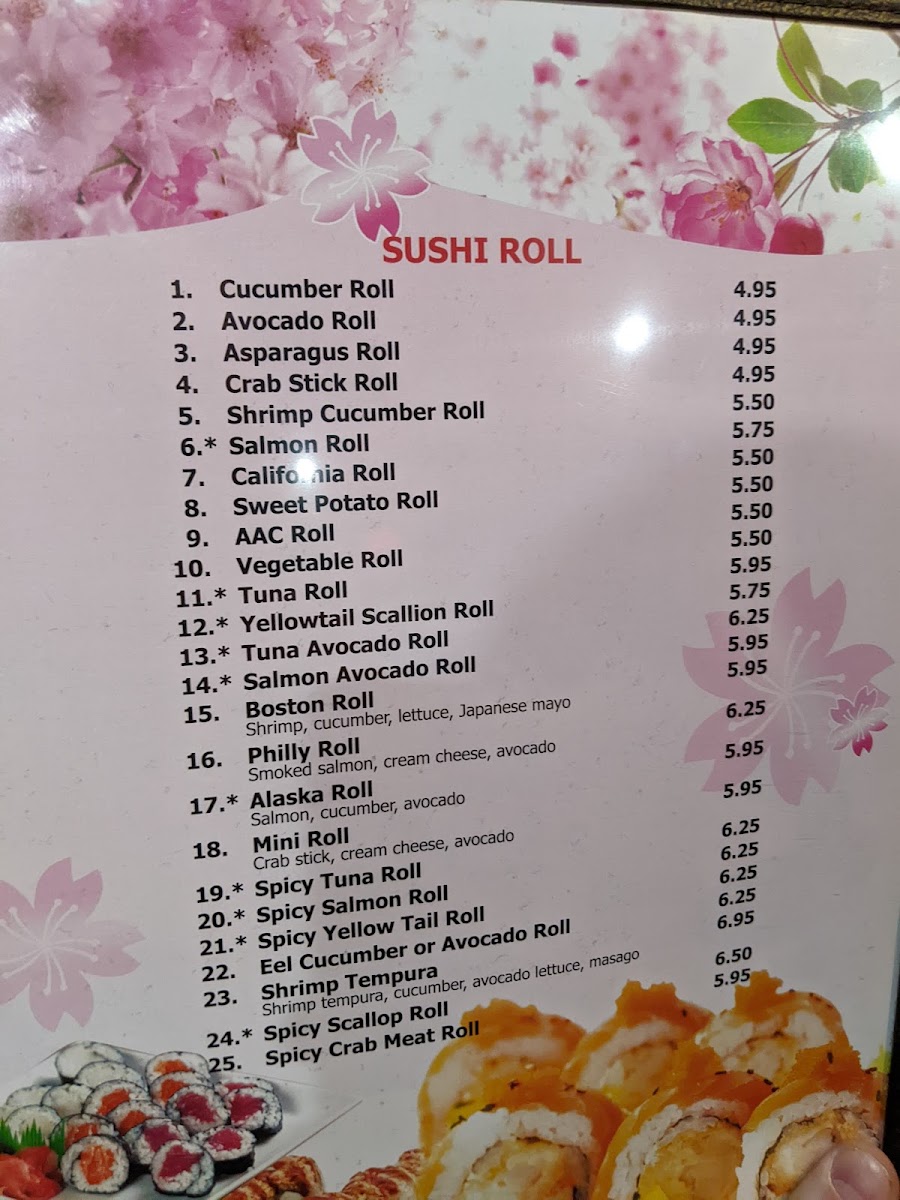 SUSHI ROLL
1. Cucumber Roll 4.95
2. Avocado Roll 4.95
3. Asparagus Roll 4.95
4. Crab Stick Roll 4.95
5. Shrimp Cucumber Roll 5.50
6.* Salmon Roll 5.75
7. California Roll 5.50
8. Sweet Potato Roll 5.50
9. AAC Roll 5.50
10. Vegetable Roll 5.50
11.* Tuna Roll 5.95
12.* Yellowtail Scallion Roll 5.75
13.* Tuna Avocado Roll 6.25
14.* Salmon Avocado Roll 5.95
15. Boston Roll 5.95
Shrimp, cucumber, lettuce, Japanese mayo
16. Philly Roll 6.25
Smoked salmon, cream cheese, avocado
17.* Alaska Roll 5.95
Salmon, cucumber, avocado
18. Mini Roll 5.95
Crab stick, cream cheese, avocado
19.* Spicy Tuna Roll 6.25
20.* Spicy Salmon Roll 6.25
21.* Spicy Yellow Tail Roll 6.25
22. Eel Cucumber or Avocado Roll 6.25
23. Shrimp Tempura 6.95
Shrimp tempura, cucumber, avocado lettuce, masago
24.* Spicy Scallop Roll 6.50
25. Spicy Crab Meat Roll 5.95